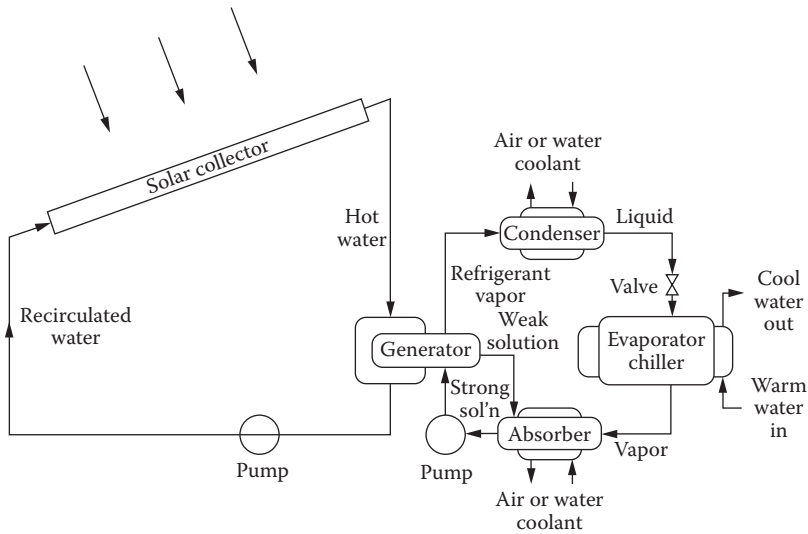 Solar collector
Air or water
coolant
Hot
water
Condenser
Liquid
Refrigerant
vapor
Valve
Cool
water
out
Recirculated
water
Weak
solution
Generator
Evaporator
chiller
Strong
sol'n
Warm
water
in
Absorber
Vapor
Pump
Pump
Air or water
coolant